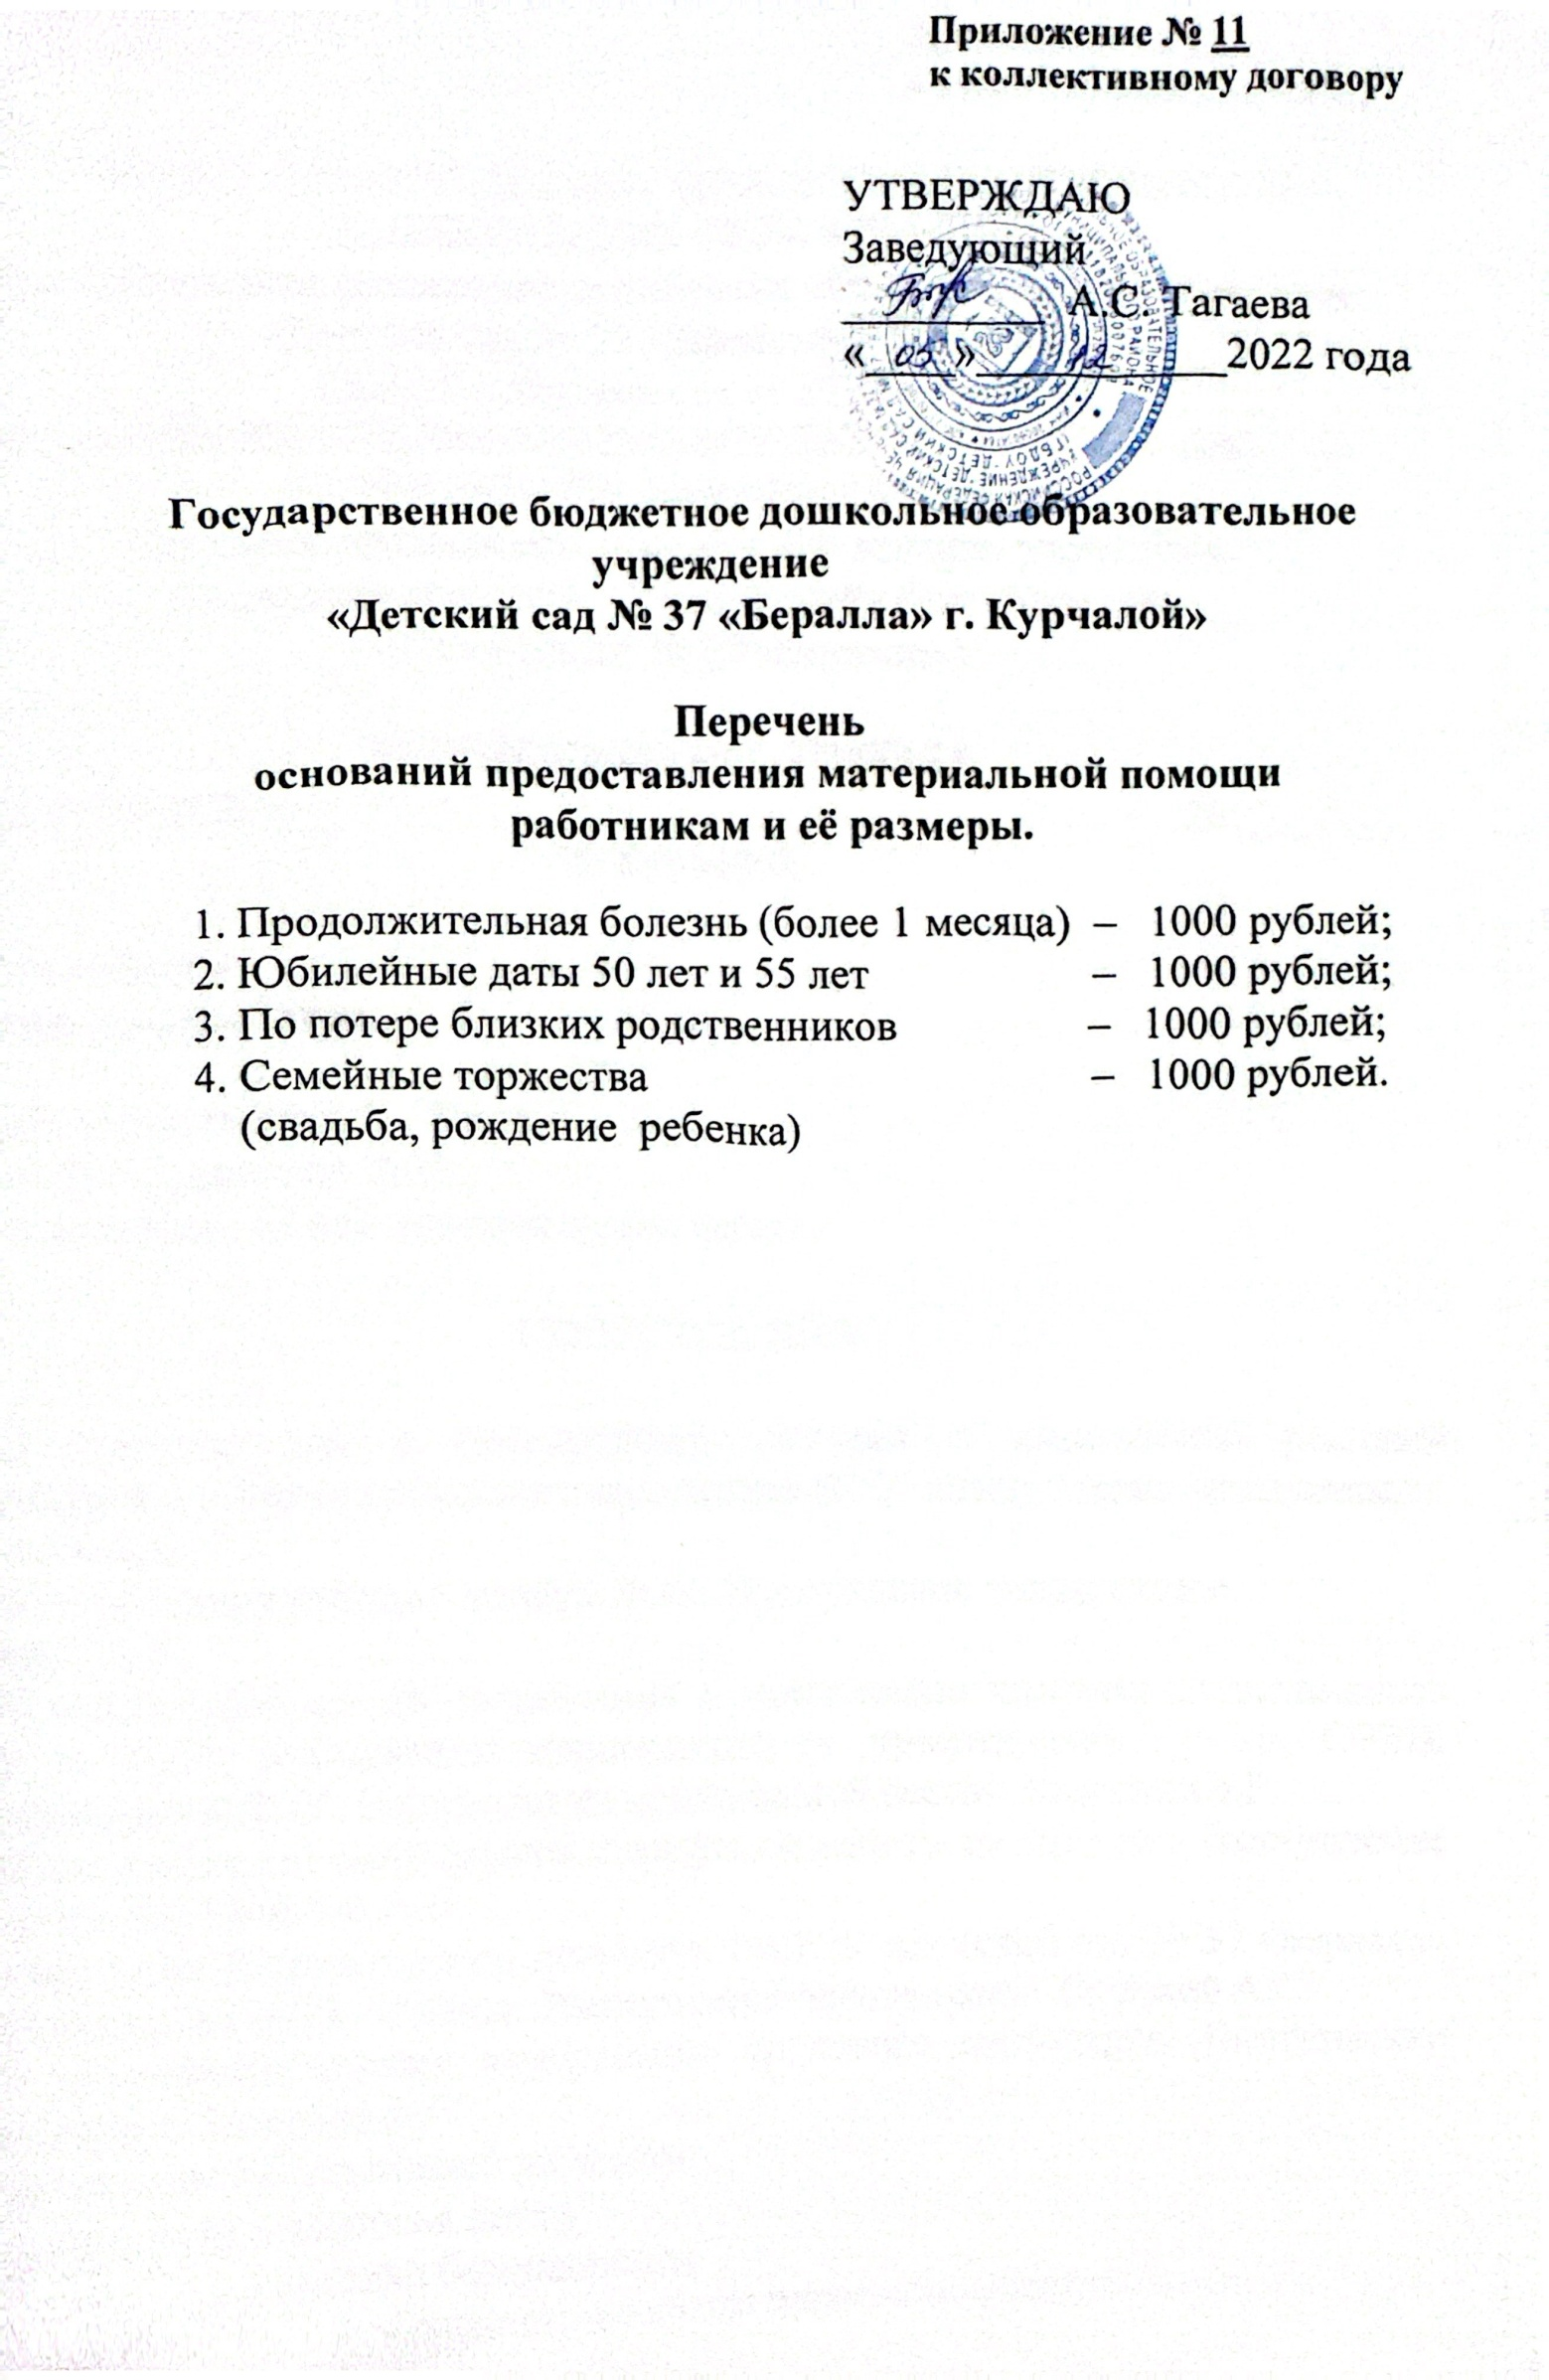 Приложение № 11
к коллективному договору
УТВЕРЖДАЮ
Заведующий
А.С. Тагаева
«03» 12 2022 года
Государственное бюджетное дошкольное образовательное
учреждение
«Детский сад № 37 «Бералла» г. Курчалой»
Перечень
оснований предоставления материальной помощи
работникам и её размеры.
1. Продолжительная болезнь (более 1 месяца) – 1000 рублей;
2. Юбилейные даты 50 лет и 55 лет – 1000 рублей;
3. По потере близких родственников – 1000 рублей;
4. Семейные торжества – 1000 рублей.
(свадьба, рождение ребенка)